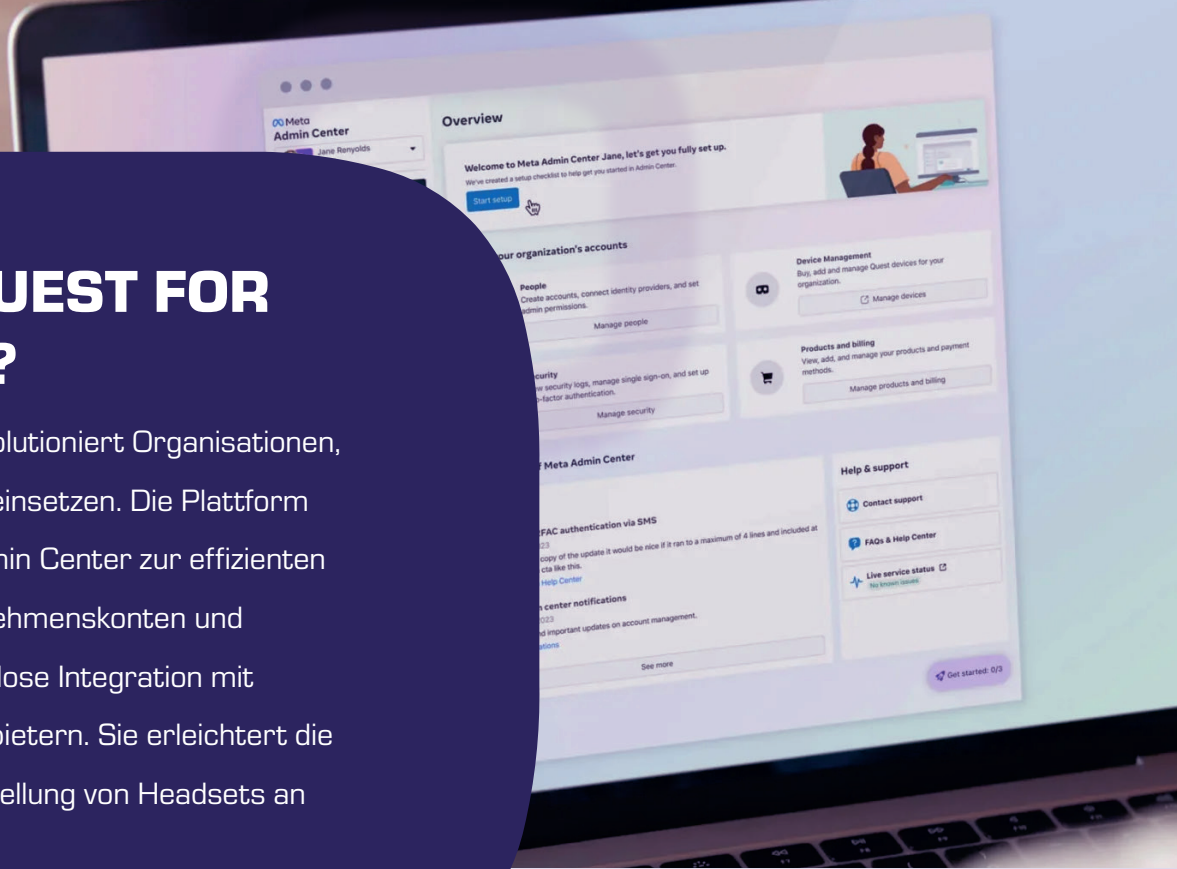 UEST FOR
?
olutioniert Organisationen,
einsetzen. Die Plattform
min Center zur effizienten
ehmenskonten und
lose Integration mit
bietern. Sie erleichtert die
ellung von Headsets an
Meta
Admin Center
Jane Renyolds
Overview
Welcome to Meta Admin Center Jane, let's get you fully set up.
We've created a setup checklist to help get you started in Admin Center.
Start setup
our organization's accounts
People
Create accounts, connect identity providers, and set
admin permissions.
Manage people
Device Management
Buy, add and manage Quest devices for your
organization.
Manage devices
curity
w security logs, manage single sign-on, and set up
-factor authentication.
Manage security
Products and billing
View, add, and manage your products and payment
methods.
Manage products and billing
f Meta Admin Center
FAC authentication via SMS
23
copy of the update it would be nice if it ran to a maximum of 4 lines and included at
cta like this.
Help Center
n center notifications
2023
d important updates on account management.
ations
See more
Help & support
Contact support
FAQs & Help Center
Live service status
No known issues
Get started: 0/3